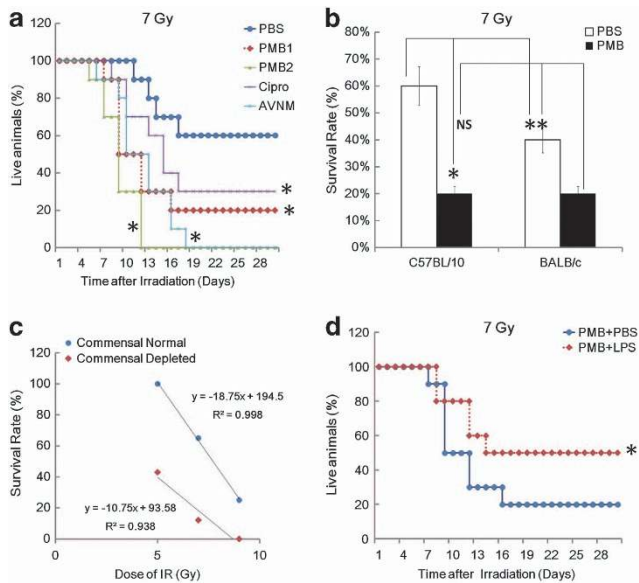 a
7 Gy
Live animals (%)
120
100
80
60
40
20
0
PBS
PMB1
PMB2
Cipro
AVNM
*
*
*
*
1 4 7 10 13 16 19 22 25 28
Time after Irradiation (Days)
b
7 Gy
Survival Rate (%)
80%
70%
60%
50%
40%
30%
20%
10%
0%
PBS
PMB
NS
**
*
C57BL/10
BALB/c
c
Commensal Normal
Commensal Depleted
Survival Rate (%)
120
100
80
60
40
20
0
y = -18.75x + 194.5
R² = 0.998
y = -10.75x + 93.58
R² = 0.938
0 5 10
Dose of IR (Gy)
d
7 Gy
PMB+PBS
PMB+LPS
Live animals (%)
120
100
80
60
40
20
0
*
1 4 7 10 13 16 19 22 25 28
Time after Irradiation (Days)